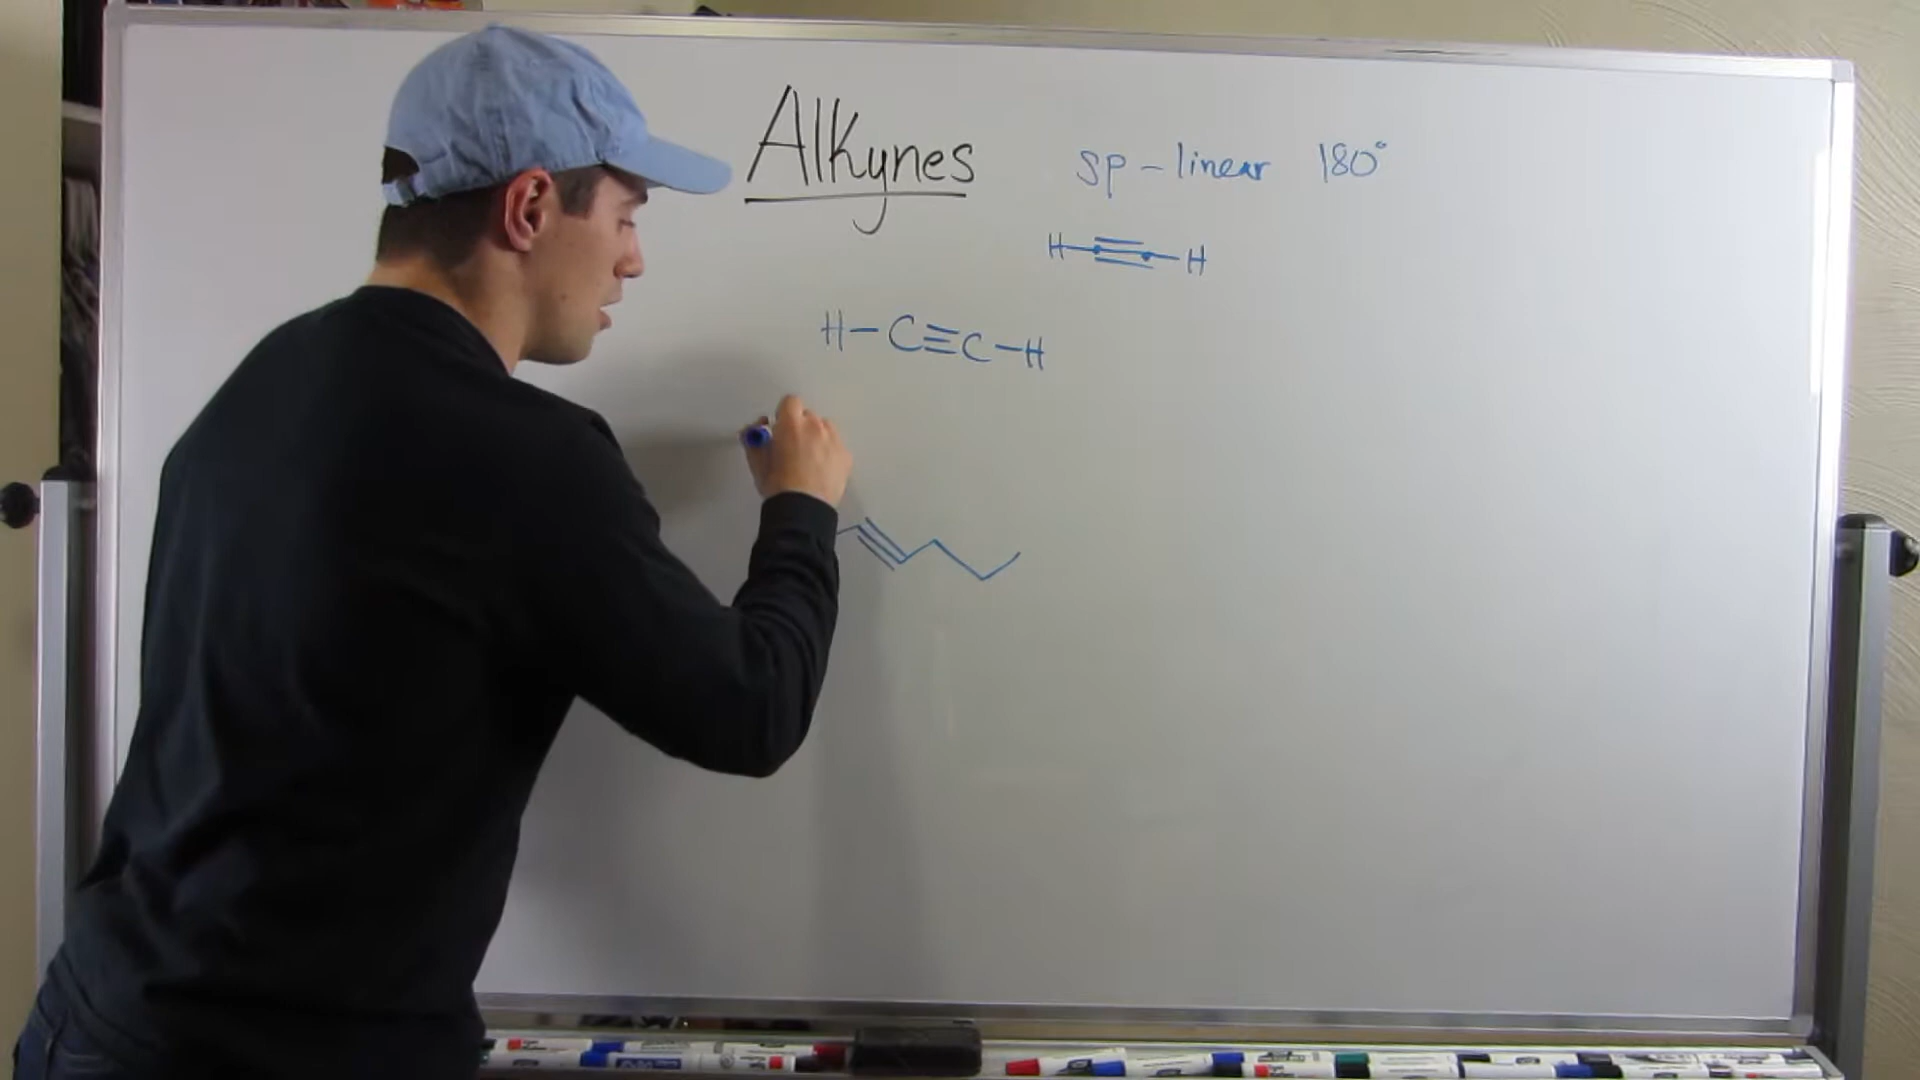 Alkynes
sp - linear 180°
H-≡-H
H-C≡C-H